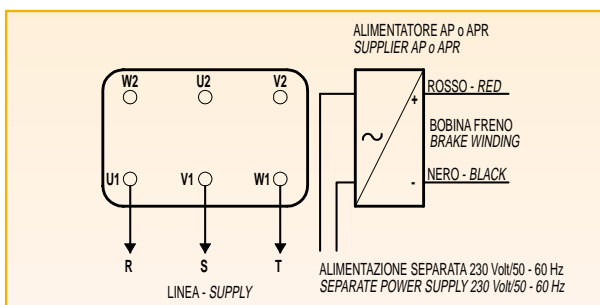 ALIMENTATORE AP o APR
SUPPLIER AP o APR
W2 U2 V2
+
ROSSO - RED
~
BOBINA FRENO
BRAKE WINDING
U1 V1 W1
-
NERO - BLACK
R S T
LINEA - SUPPLY
ALIMENTAZIONE SEPARATA 230 Volt/50 - 60 Hz
SEPARATE POWER SUPPLY 230 Volt/50 - 60 Hz